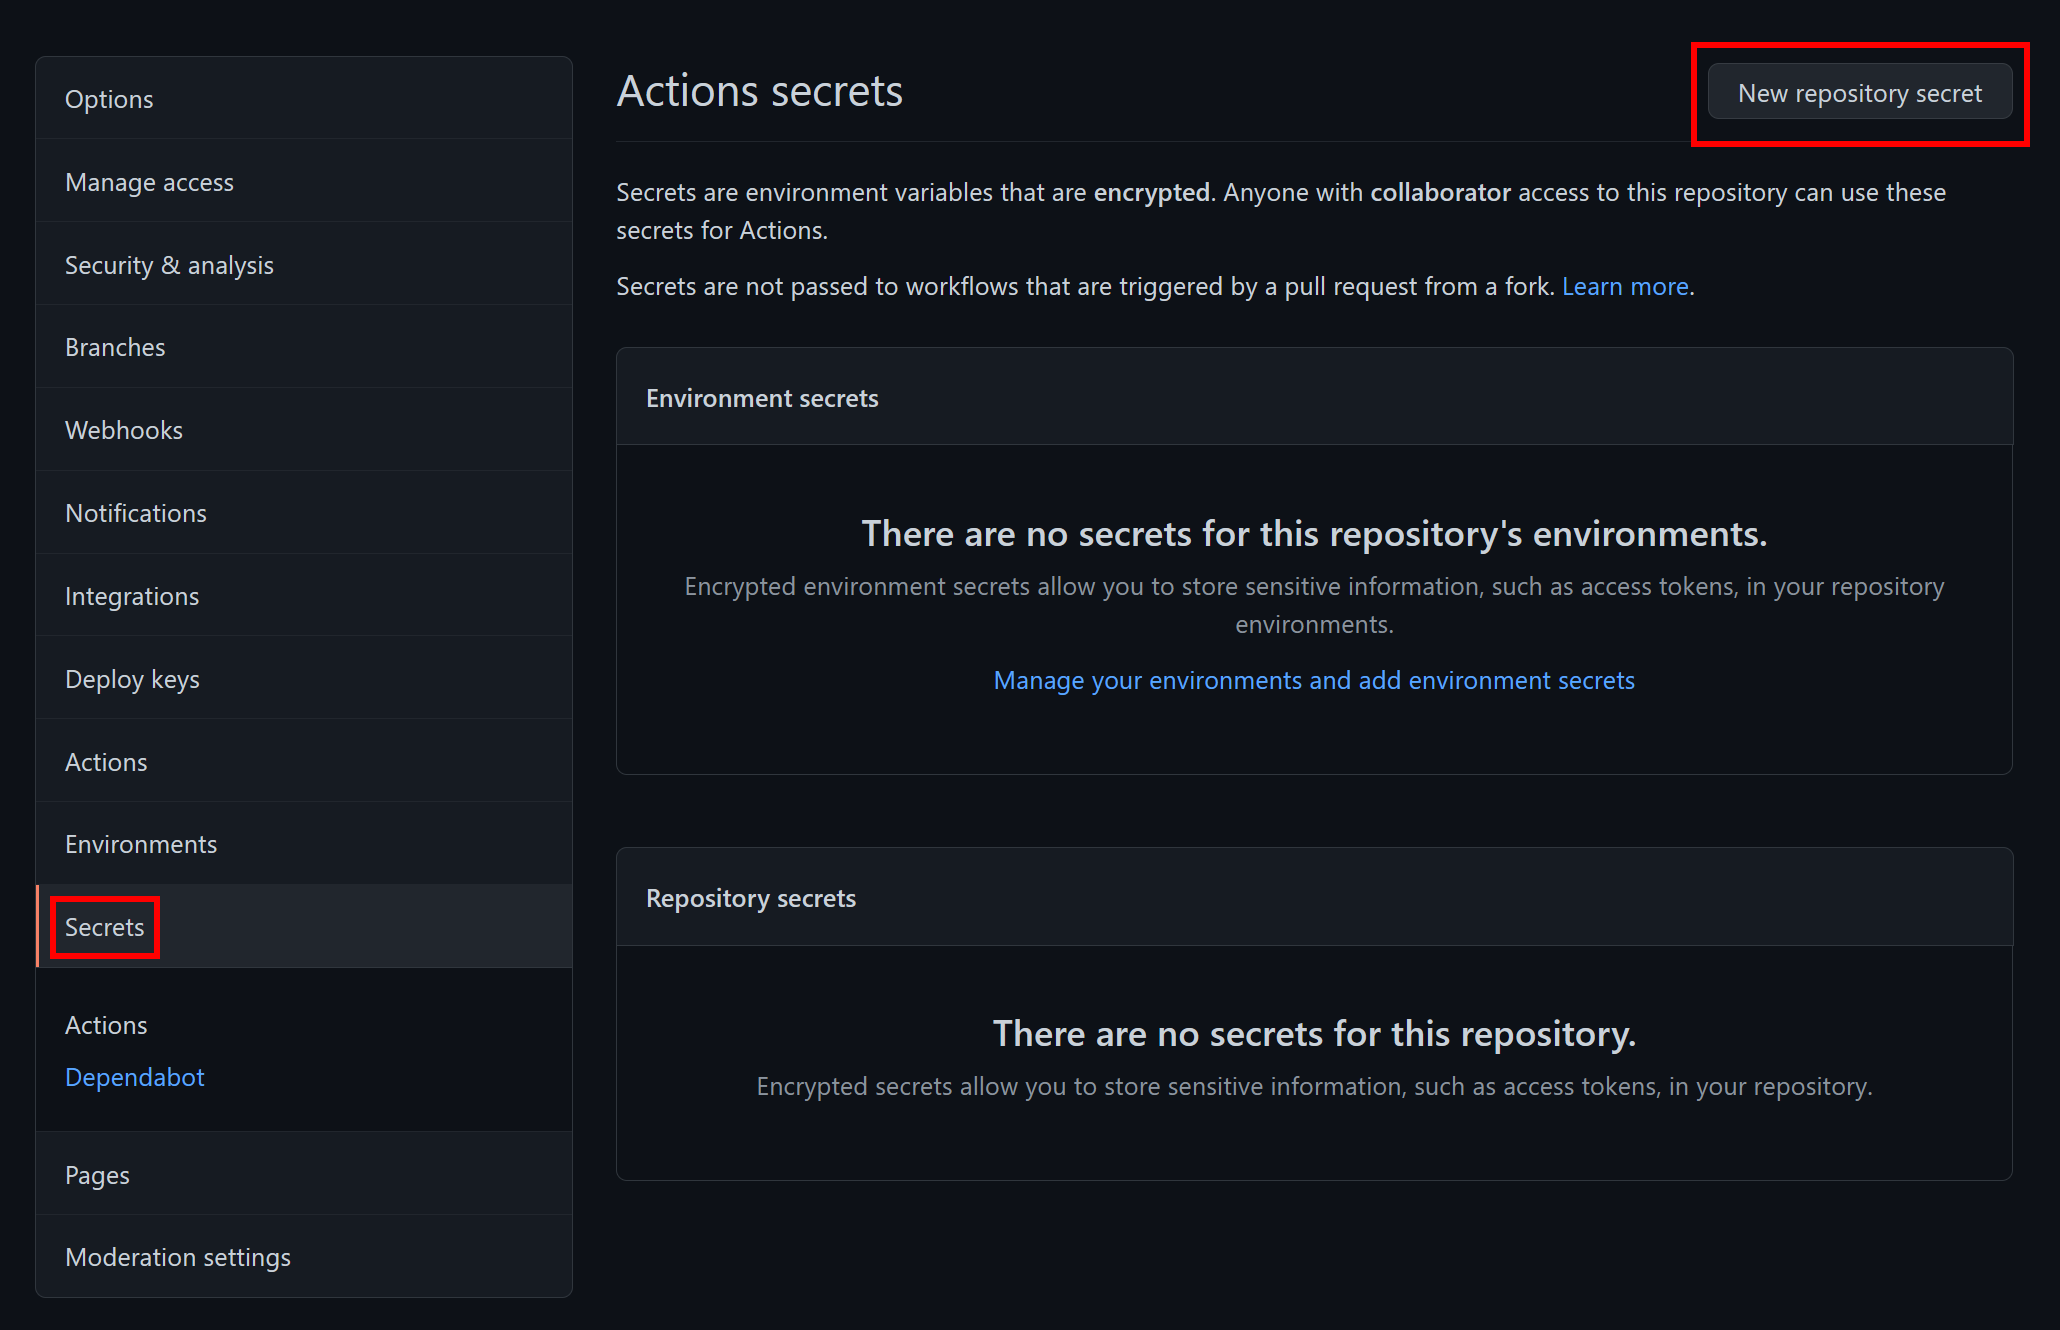 Options
Manage access
Security & analysis
Branches
Webhooks
Notifications
Integrations
Deploy keys
Actions
Environments
Secrets
Actions
Dependabot
Pages
Moderation settings
Actions secrets
New repository secret
Secrets are environment variables that are encrypted. Anyone with collaborator access to this repository can use these
secrets for Actions.
Secrets are not passed to workflows that are triggered by a pull request from a fork. Learn more.
Environment secrets
There are no secrets for this repository's environments.
Encrypted environment secrets allow you to store sensitive information, such as access tokens, in your repository
environments.
Manage your environments and add environment secrets
Repository secrets
There are no secrets for this repository.
Encrypted secrets allow you to store sensitive information, such as access tokens, in your repository.